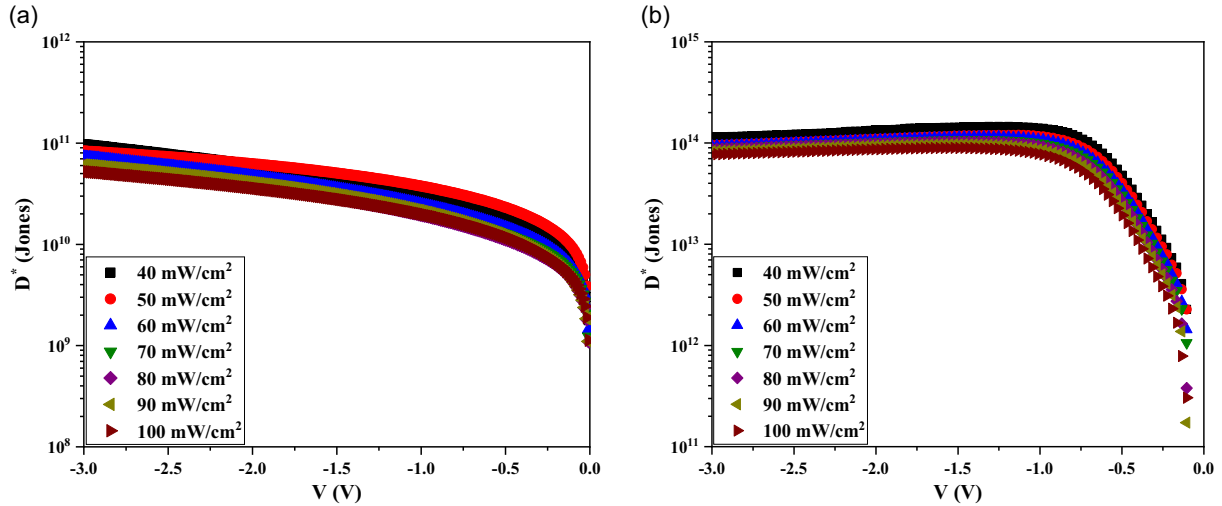 (a)
10^12
10^11
10^10
10^9
10^8
D* (Jones)
40 mW/cm²
50 mW/cm²
60 mW/cm²
70 mW/cm²
80 mW/cm²
90 mW/cm²
100 mW/cm²
-3.0 -2.5 -2.0 -1.5 -1.0 -0.5 0.0
V (V)
(b)
10^15
10^14
10^13
10^12
10^11
D* (Jones)
40 mW/cm²
50 mW/cm²
60 mW/cm²
70 mW/cm²
80 mW/cm²
90 mW/cm²
100 mW/cm²
-3.0 -2.5 -2.0 -1.5 -1.0 -0.5 0.0
V (V)